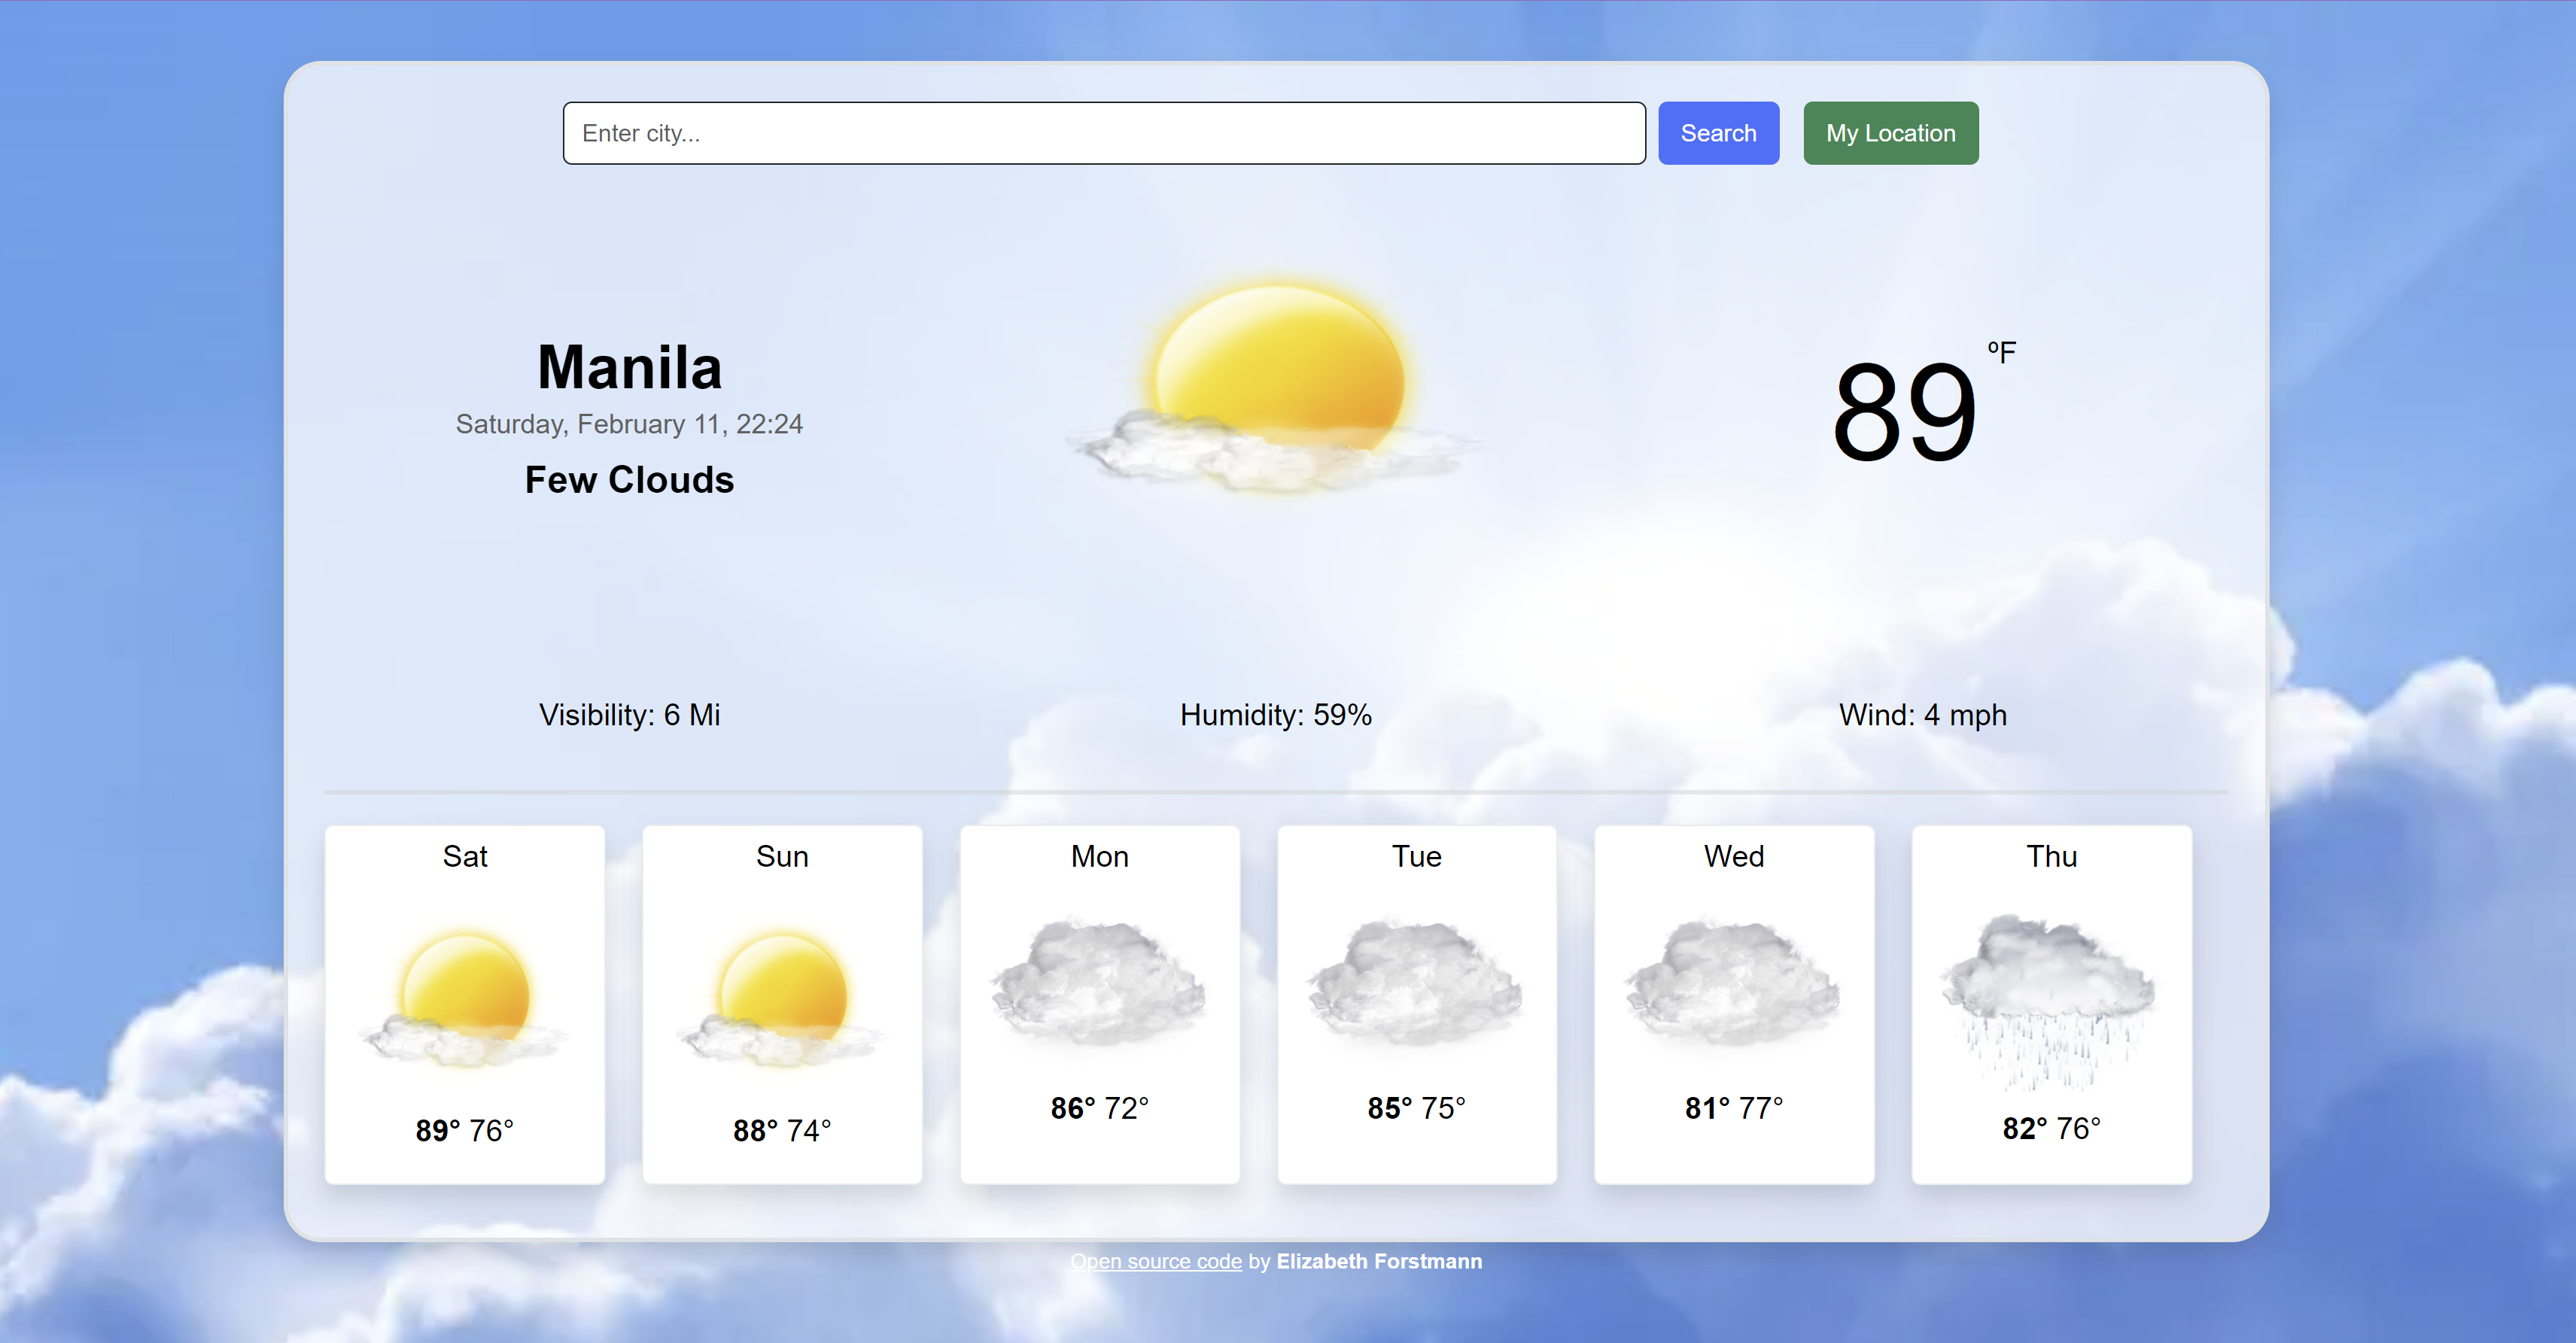 Enter city...
Search
My Location
Manila
Saturday, February 11, 22:24
Few Clouds
89 ºF
Visibility: 6 Mi
Humidity: 59%
Wind: 4 mph
Sat
89° 76°
Sun
88° 74°
Mon
86° 72°
Tue
85° 75°
Wed
81° 77°
Thu
82° 76°
Open source code by Elizabeth Forstmann